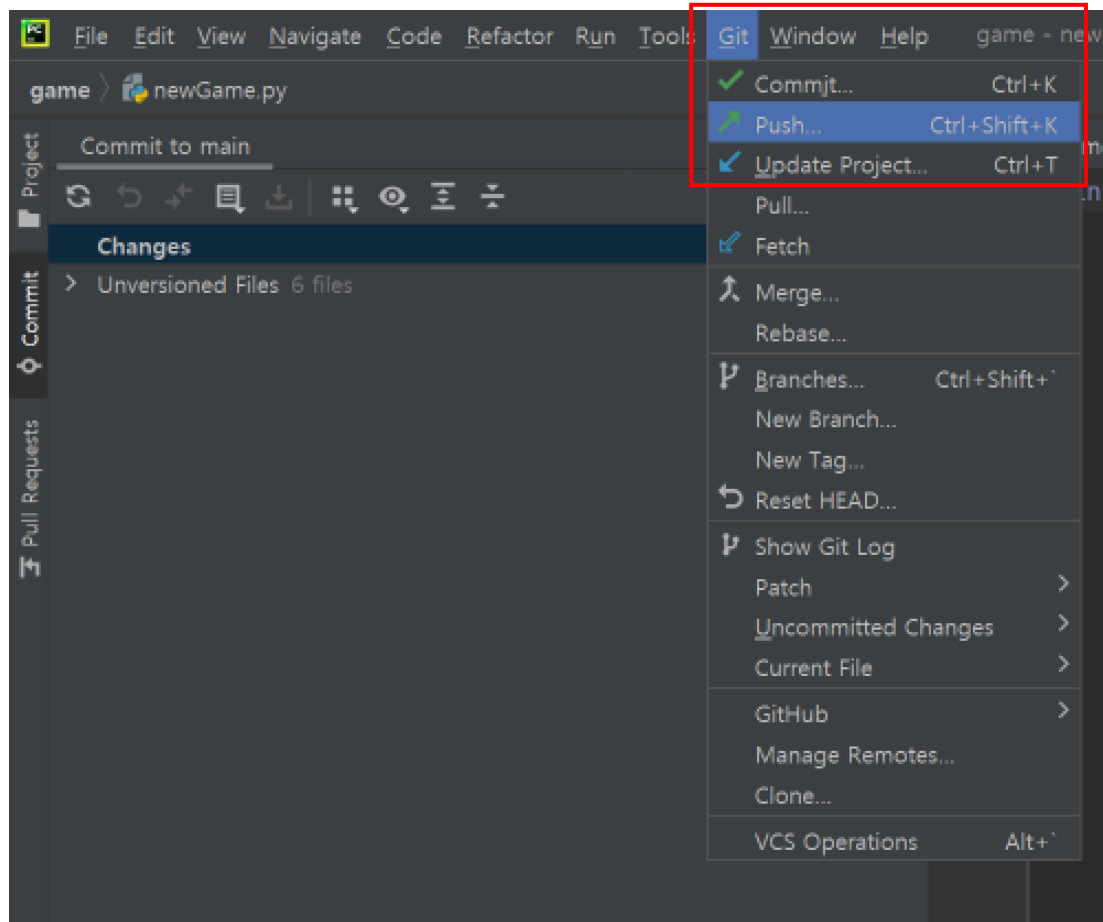 PC
File Edit View Navigate Code Refactor Run Tools Git Window Help game - new
game newGame.py
Project
Commit
Pull Requests
Commit to main
Changes
Unversioned Files 6 files
Commit... Ctrl+K
Push... Ctrl+Shift+K
Update Project... Ctrl+T
Pull...
Fetch
Merge...
Rebase...
Branches... Ctrl+Shift+`
New Branch...
New Tag...
Reset HEAD...
Show Git Log
Patch
Uncommitted Changes
Current File
GitHub
Manage Remotes...
Clone...
VCS Operations Alt+`